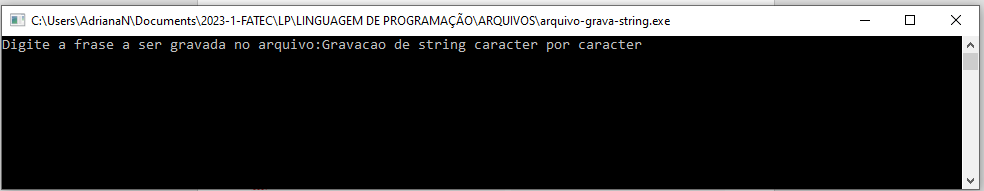 C:\Users\AdrianaN\Documents\2023-1-FATEC\LP\LINGUAGEM DE PROGRAMAÇÃO\ARQUIVOS\arquivo-grava-string.exe
Digite a frase a ser gravada no arquivo:Gravacao de string caracter por caracter